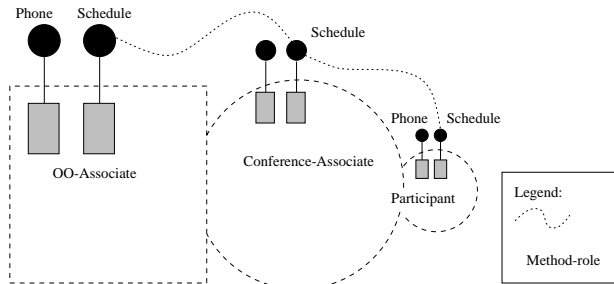 Phone Schedule
Schedule
Phone Schedule
Conference-Associate
OO-Associate
Participant
Legend:
Method-role